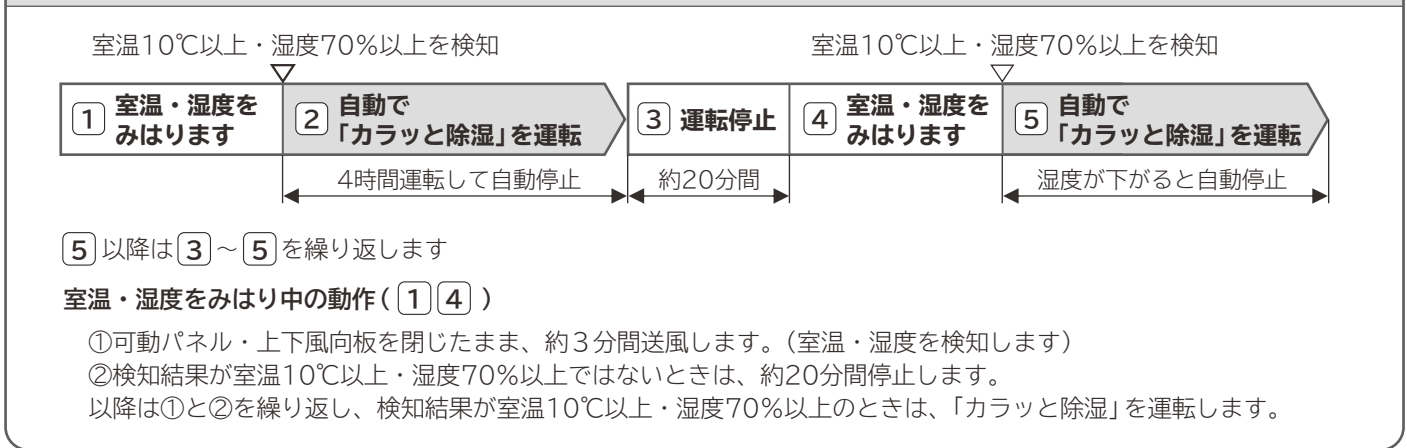 室温10℃以上・湿度70％以上を検知
室温10℃以上・湿度70％以上を検知
1 室温・湿度を
みはります
2 自動で
「カラッと除湿」を運転
3 運転停止
4 室温・湿度を
みはります
5 自動で
「カラッと除湿」を運転
4時間運転して自動停止
約20分間
湿度が下がると自動停止
5以降は3～5を繰り返します
室温・湿度をみはり中の動作（14）
①可動パネル・上下風向板を閉じたまま、約３分間送風します。（室温・湿度を検知します）
②検知結果が室温10℃以上・湿度70％以上ではないときは、約20分間停止します。
以降は①と②を繰り返し、検知結果が室温10℃以上・湿度70％以上のときは、「カラッと除湿」を運転します。